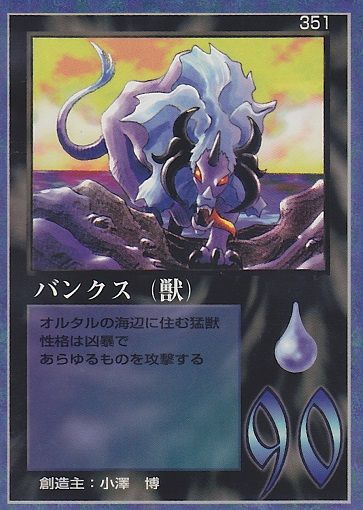 351
バンクス (獣)
オルタルの海辺に住む猛獣
性格は凶暴で
あらゆるものを攻撃する
90
創造主：小澤　博